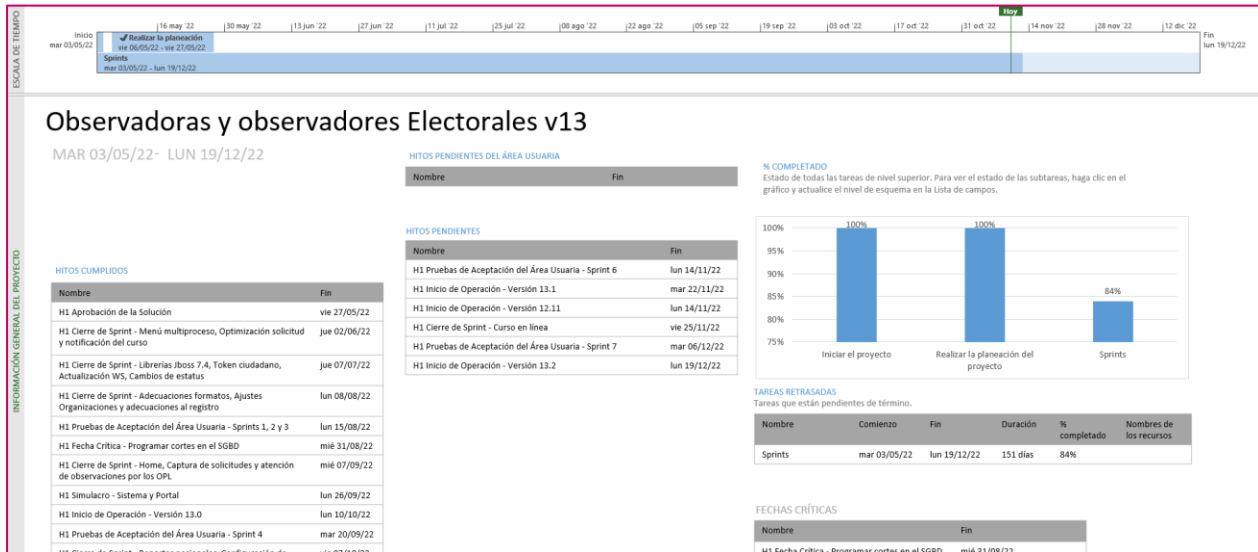 ESCALA DE TIEMPO
Hoy
16 may '22 30 may '22 13 jun '22 27 jun '22 11 jul '22 25 jul '22 08 ago '22 22 ago '22 05 sep '22 19 sep '22 03 oct '22 17 oct '22 31 oct '22 14 nov '22 28 nov '22 12 dic '22
Inicio
mar 03/05/22
Realizar la planeación
vie 06/05/22 - vie 27/05/22
Sprints
mar 03/05/22 - lun 19/12/22
Fin
lun 19/12/22
INFORMACIÓN GENERAL DEL PROYECTO
Observadoras y observadores Electorales v13
MAR 03/05/22- LUN 19/12/22
HITOS CUMPLIDOS
Nombre Fin
H1 Aprobación de la Solución vie 27/05/22
H1 Cierre de Sprint - Menú multiproceso, Optimización solicitud jue 02/06/22
y notificación del curso
H1 Cierre de Sprint - Librerías Jboss 7.4, Token ciudadano, jue 07/07/22
Actualización WS, Cambios de estatus
H1 Cierre de Sprint - Adecuaciones formatos, Ajustes lun 08/08/22
Organizaciones y adecuaciones al registro
H1 Pruebas de Aceptación del Área Usuaria - Sprints 1, 2 y 3 lun 15/08/22
H1 Fecha Crítica - Programar cortes en el SGBD mié 31/08/22
H1 Cierre de Sprint - Home, Captura de solicitudes y atención mié 07/09/22
de observaciones por los OPL
H1 Simulacro - Sistema y Portal lun 26/09/22
H1 Inicio de Operación - Versión 13.0 lun 10/10/22
H1 Pruebas de Aceptación del Área Usuaria - Sprint 4 mar 20/09/22
HITOS PENDIENTES DEL ÁREA USUARIA
Nombre Fin
HITOS PENDIENTES
Nombre Fin
H1 Pruebas de Aceptación del Área Usuaria - Sprint 6 lun 14/11/22
H1 Inicio de Operación - Versión 13.1 mar 22/11/22
H1 Inicio de Operación - Versión 12.11 lun 14/11/22
H1 Cierre de Sprint - Curso en línea vie 25/11/22
H1 Pruebas de Aceptación del Área Usuaria - Sprint 7 mar 06/12/22
H1 Inicio de Operación - Versión 13.2 lun 19/12/22
% COMPLETADO
Estado de todas las tareas de nivel superior. Para ver el estado de las subtareas, haga clic en el
gráfico y actualice el nivel de esquema en la Lista de campos.
100%
95%
90%
85%
80%
75%
100% 100% 84%
Iniciar el proyecto Realizar la planeación del Sprints
proyecto
TAREAS RETRASADAS
Tareas que están pendientes de término.
Nombre Comienzo Fin Duración % Nombres de
completado los recursos
Sprints mar 03/05/22 lun 19/12/22 151 días 84%
FECHAS CRÍTICAS
Nombre Fin
H1 Fecha Crítica - Programar cortes en el SGBD mié 31/08/22